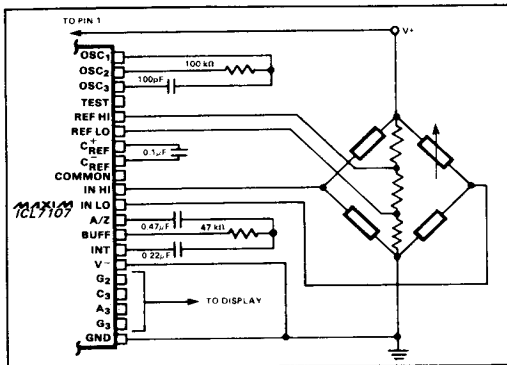 TO PIN 1
V+
OSC1
OSC2
100 kΩ
OSC3
100pF
TEST
REF HI
REF LO
C+REF
0.1μF
C-REF
COMMON
IN HI
MAXIM
ICL7107
IN LO
A/Z
0.47μF
47 kΩ
BUFF
INT
0.22μF
V-
G2
C3
TO DISPLAY
A3
G3
GND